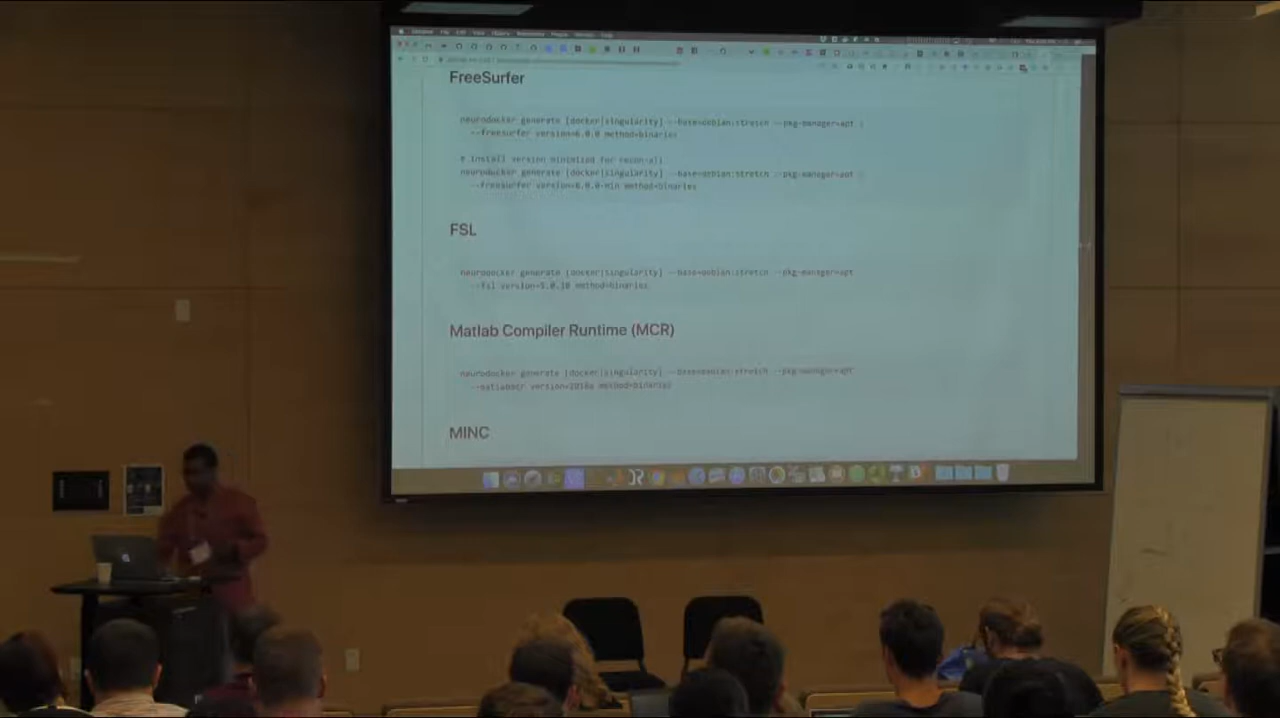 FreeSurfer
neurodocker generate [docker|singularity] --base=debian:stretch --pkg-manager=apt \
--freesurfer version=6.0.0 method=binaries
# Install version minimized for recon-all
neurodocker generate [docker|singularity] --base=debian:stretch --pkg-manager=apt \
--freesurfer version=6.0.0-min method=binaries
FSL
neurodocker generate [docker|singularity] --base=debian:stretch --pkg-manager=apt
--fsl version=5.0.10 method=binaries
Matlab Compiler Runtime (MCR)
neurodocker generate [docker|singularity] --base=debian:stretch --pkg-manager=apt
--matlabmcr version=2018a method=binaries
MINC